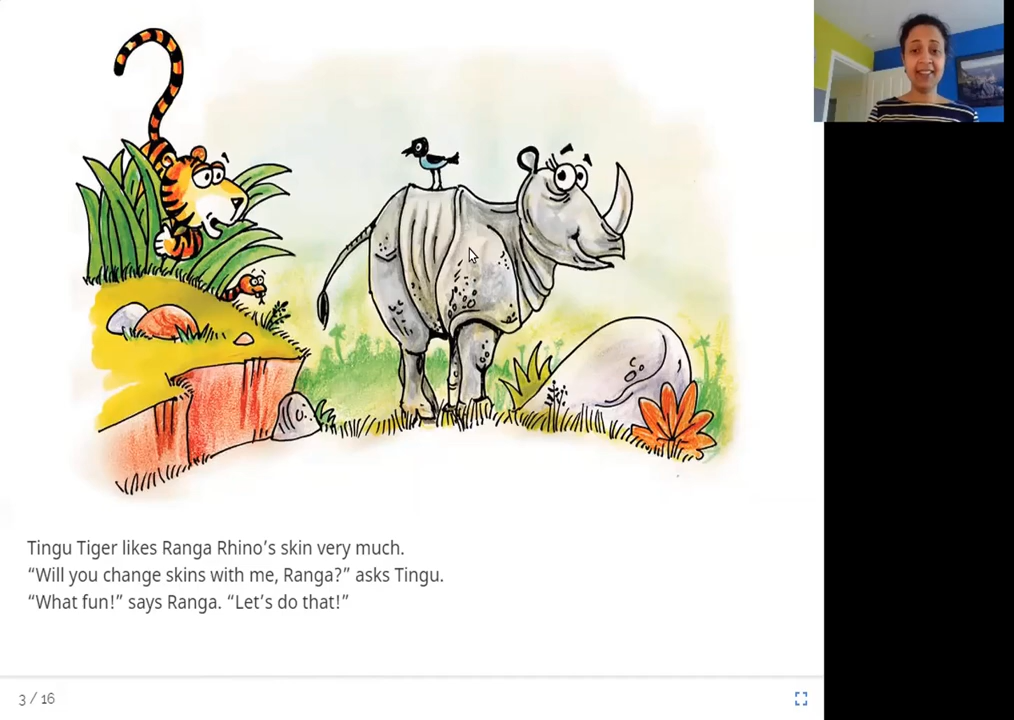 Tingu Tiger likes Ranga Rhino’s skin very much.
“Will you change skins with me, Ranga?” asks Tingu.
“What fun!” says Ranga. “Let’s do that!”
3 / 16